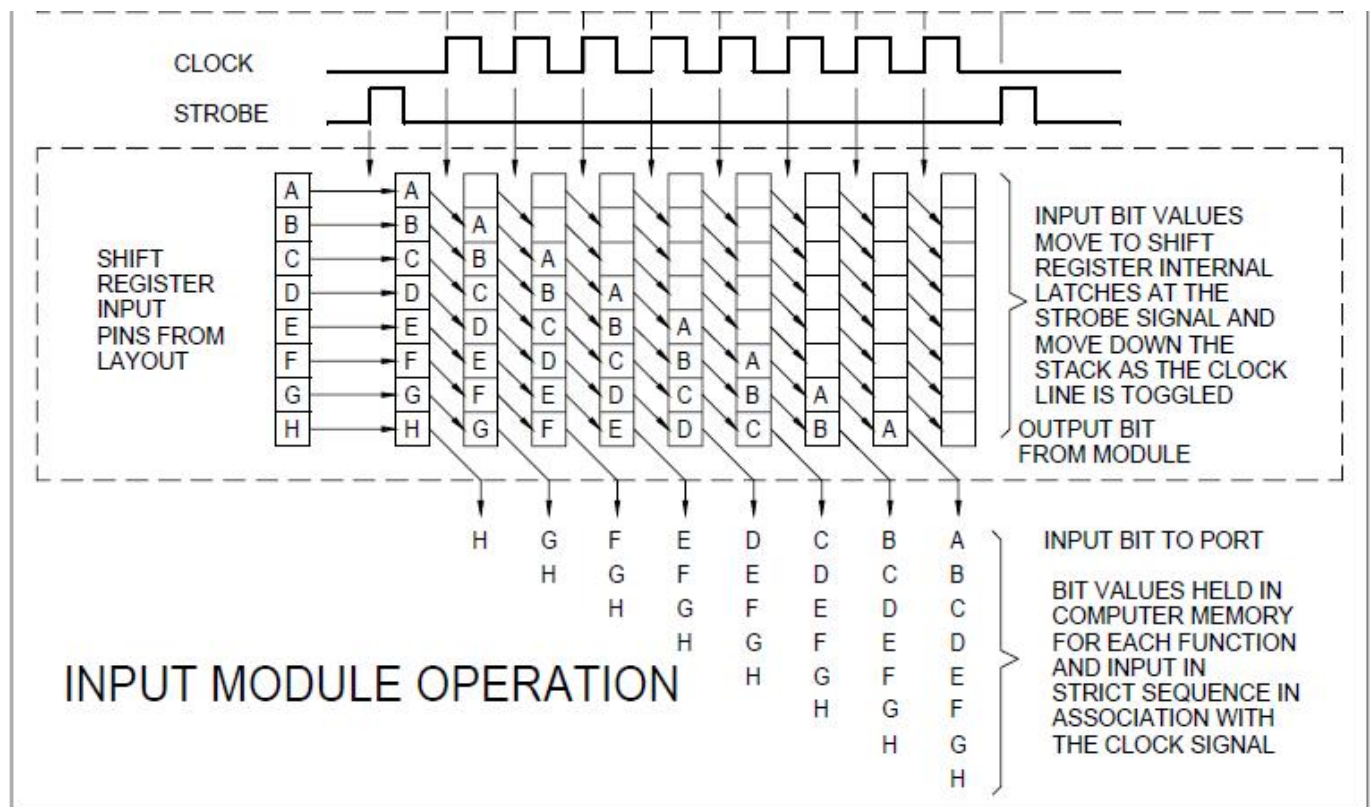 CLOCK
STROBE
SHIFT
REGISTER
INPUT
PINS FROM
LAYOUT
A A
B B A
C C B A
D D C B A
E E D C B A
F F E D C B A
G G F E D C B A
H H G F E D C B A
INPUT BIT VALUES
MOVE TO SHIFT
REGISTER INTERNAL
LATCHES AT THE
STROBE SIGNAL AND
MOVE DOWN THE
STACK AS THE CLOCK
LINE IS TOGGLED
OUTPUT BIT
FROM MODULE
H G F E D C B A
H G F E D C B
H G F E D C
H G F E D
H G F E
H G F
H G
H
INPUT BIT TO PORT
BIT VALUES HELD IN
COMPUTER MEMORY
FOR EACH FUNCTION
AND INPUT IN
STRICT SEQUENCE IN
ASSOCIATION WITH
THE CLOCK SIGNAL
INPUT MODULE OPERATION